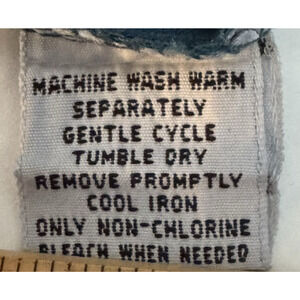 MACHINE WASH WARM
SEPARATELY
GENTLE CYCLE
TUMBLE DRY
REMOVE PROMPTLY
COOL IRON
ONLY NON-CHLORINE
BLEACH WHEN NEEDED